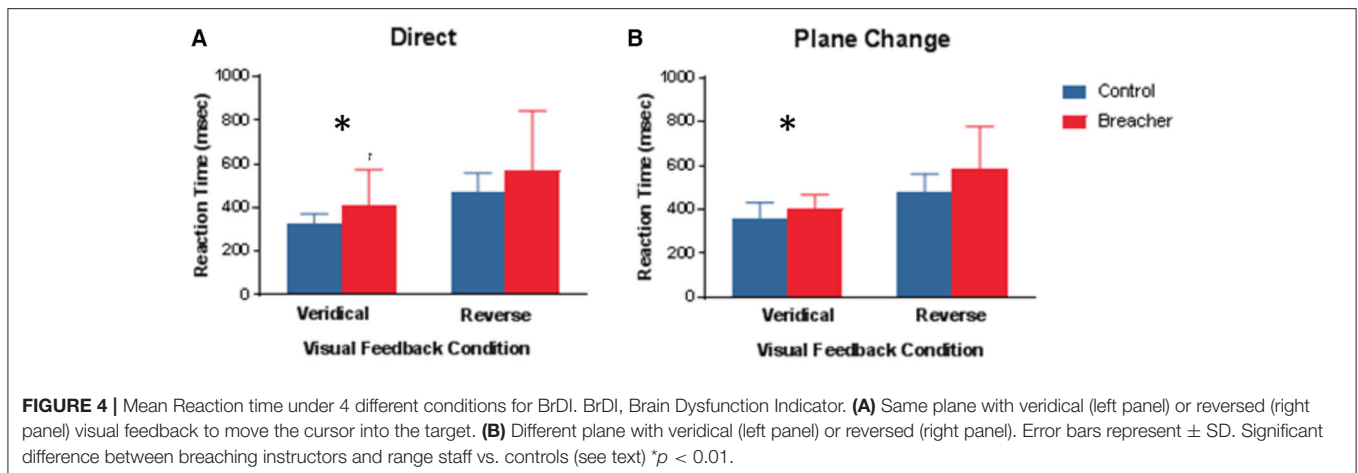 A Direct
B Plane Change
Reaction Time (msec)
1000
800
600
400
200
0
*
Veridical Reverse
Visual Feedback Condition
Reaction Time (msec)
1000
800
600
400
200
0
*
Veridical Reverse
Visual Feedback Condition
Control
Breacher
FIGURE 4 | Mean Reaction time under 4 different conditions for BrDI. BrDI, Brain Dysfunction Indicator. (A) Same plane with veridical (left panel) or reversed (right
panel) visual feedback to move the cursor into the target. (B) Different plane with veridical (left panel) or reversed (right panel). Error bars represent ± SD. Significant
difference between breaching instructors and range staff vs. controls (see text) *p < 0.01.